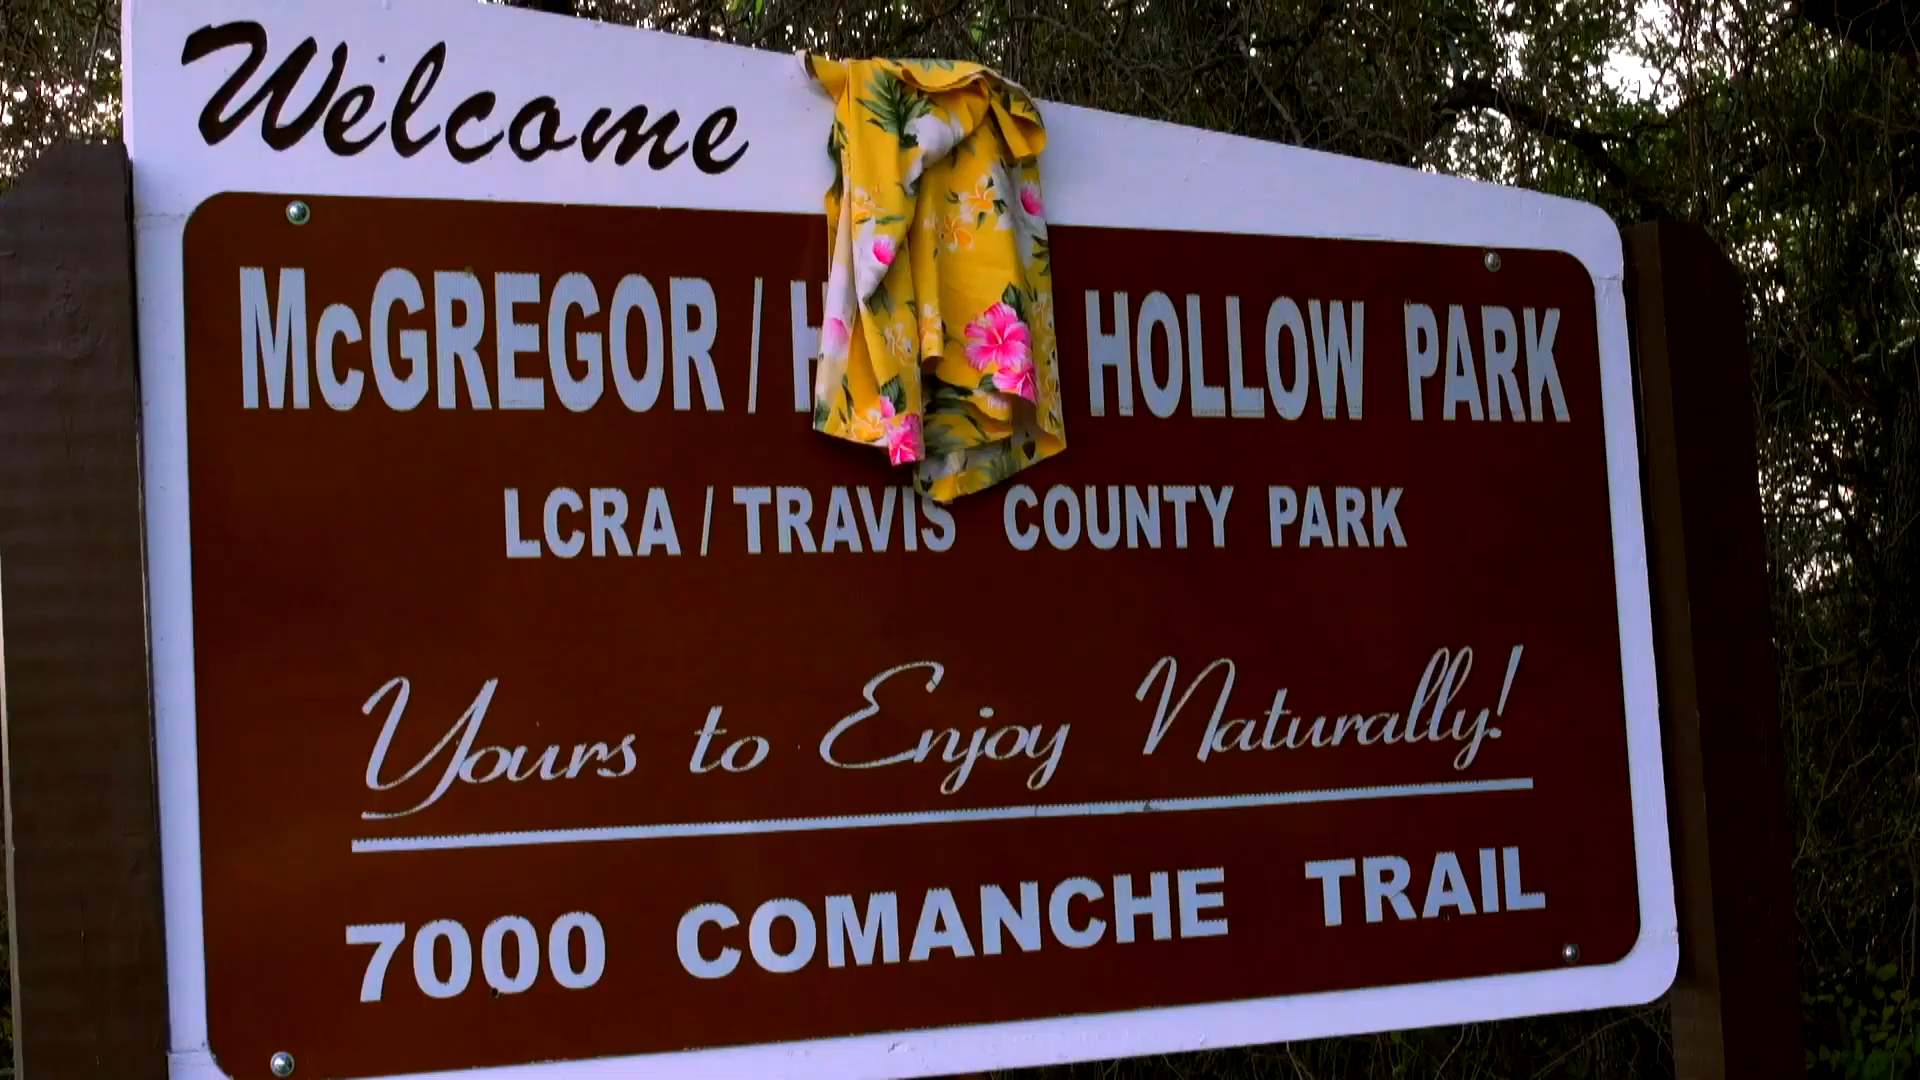 Welcome
McGREGOR / HOLLOW PARK
LCRA / TRAVIS COUNTY PARK
Yours to Enjoy Naturally!
7000 COMANCHE TRAIL